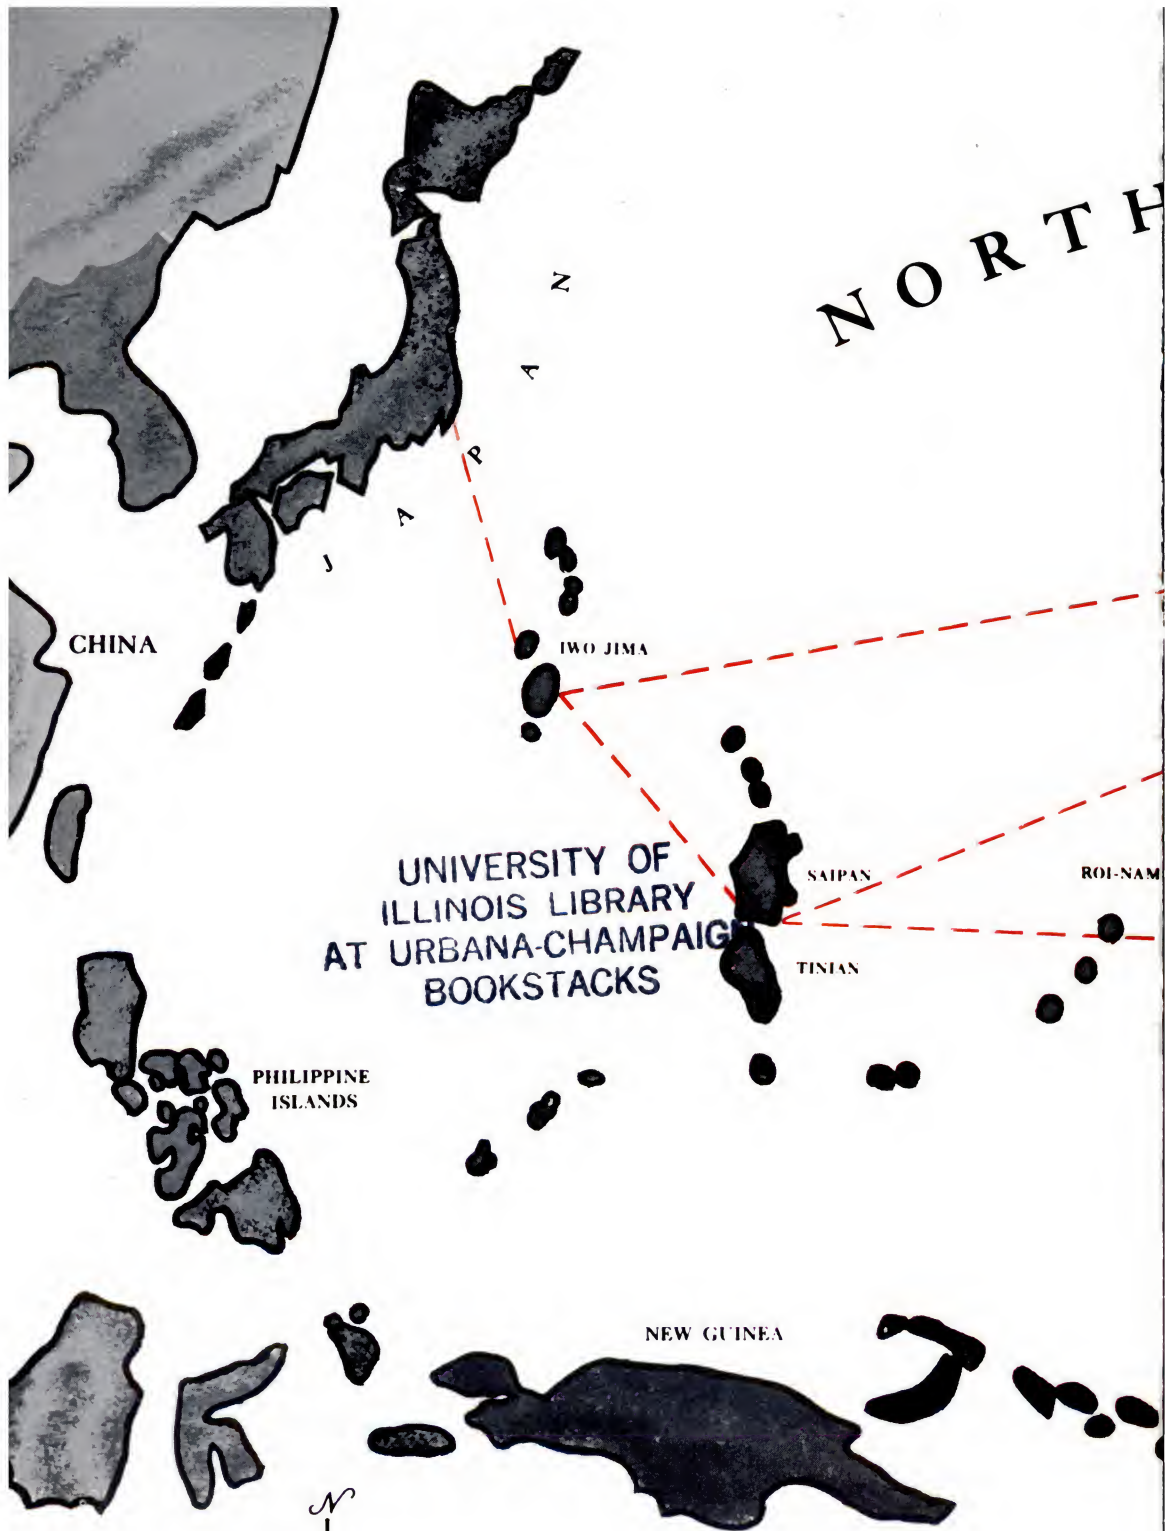 NORTH
JAPAN
CHINA
IWO JIMA
UNIVERSITY OF
ILLINOIS LIBRARY
AT URBANA-CHAMPAIGN
BOOKSTACKS
SAIPAN
ROI-NAM
TINIAN
PHILIPPINE
ISLANDS
NEW GUINEA
N